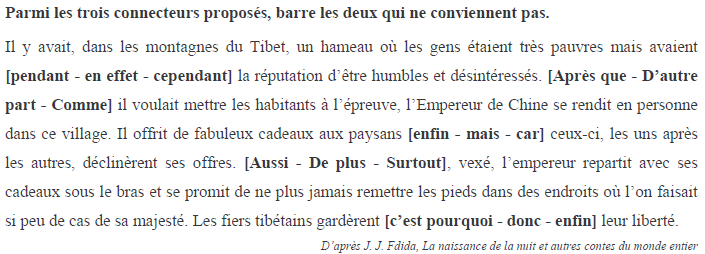 Parmi les trois connecteurs proposés, barre les deux qui ne conviennent pas.
Il y avait, dans les montagnes du Tibet, un hameau où les gens étaient très pauvres mais avaient
[pendant - en effet - cependant] la réputation d’être humbles et désintéressés. [Après que - D’autre
part - Comme] il voulait mettre les habitants à l’épreuve, l’Empereur de Chine se rendit en personne
dans ce village. Il offrit de fabuleux cadeaux aux paysans [enfin - mais - car] ceux-ci, les uns après
les autres, déclinèrent ses offres. [Aussi - De plus - Surtout], vexé, l’empereur repartit avec ses
cadeaux sous le bras et se promit de ne plus jamais remettre les pieds dans des endroits où l’on faisait
si peu de cas de sa majesté. Les fiers tibétains gardèrent [c’est pourquoi - donc - enfin] leur liberté.
D’après J. J. Fdida, La naissance de la nuit et autres contes du monde entier